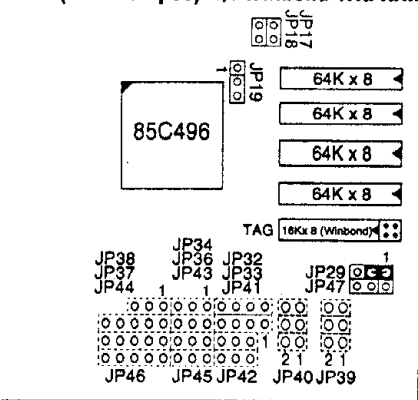 JP17
JP18
1
JP19
64K x 8
64K x 8
85C496
64K x 8
64K x 8
TAG 16Kx 8 (Winbond)
JP34
JP38 JP36 JP32 1
JP37 JP43 JP33 JP29
JP44 1 1 JP41 JP47
1
2 1 2 1
JP46 JP45 JP42 JP40 JP39